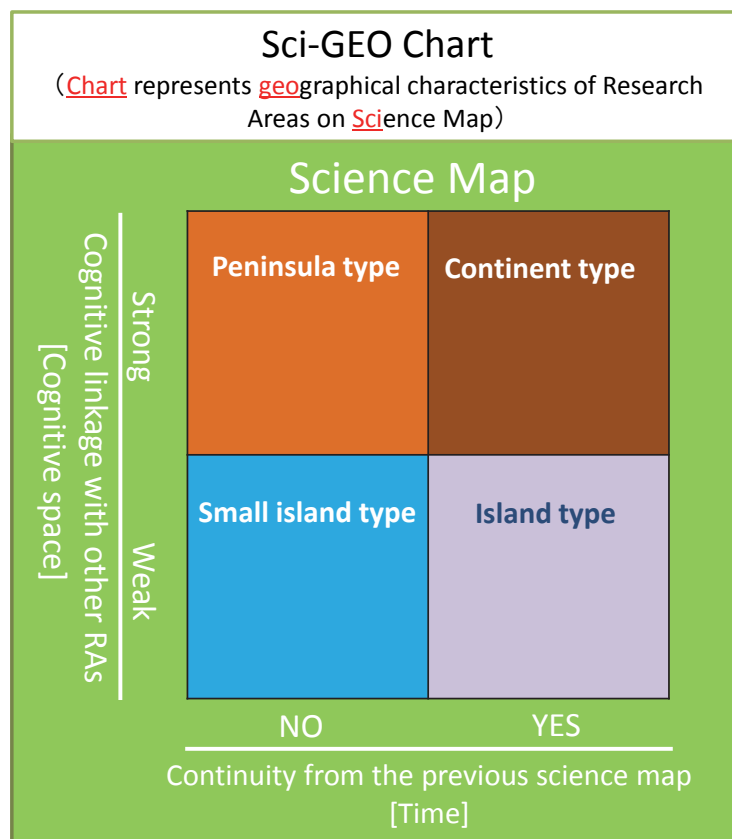 Sci-GEO Chart
（Chart represents geographical characteristics of Research
Areas on Science Map）
Science Map
Cognitive linkage with other RAs
[Cognitive space]
Strong
Weak
Peninsula type
Continent type
Small island type
Island type
NO
YES
Continuity from the previous science map
[Time]